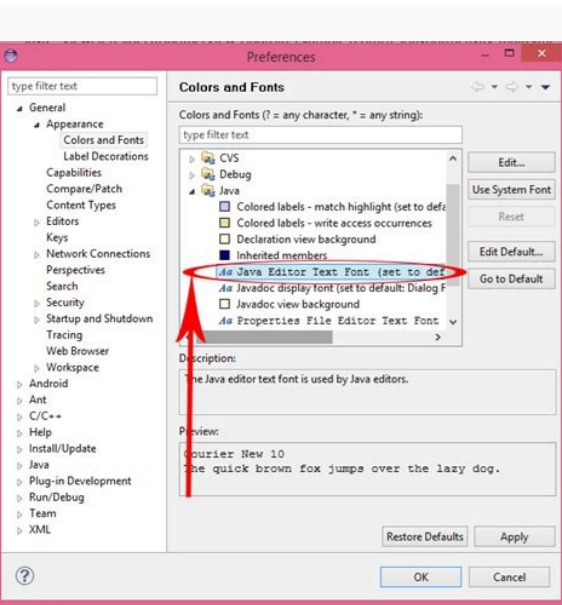 Preferences
type filter text
General
Appearance
Colors and Fonts
Label Decorations
Capabilities
Compare/Patch
Content Types
Editors
Keys
Network Connections
Perspectives
Search
Security
Startup and Shutdown
Tracing
Web Browser
Workspace
Android
Ant
C/C++
Help
Install/Update
Java
Plug-in Development
Run/Debug
Team
XML
Colors and Fonts
Colors and Fonts (? = any character, * = any string):
type filter text
CVS
Debug
Java
Colored labels - match highlight (set to defa
Colored labels - write access occurrences
Declaration view background
Inherited members
Aa Java Editor Text Font (set to def
Aa Javadoc display font (set to default: Dialog F
Javadoc view background
Aa Properties File Editor Text Font
Edit...
Use System Font
Reset
Edit Default...
Go to Default
Description:
The Java editor text font is used by Java editors.
Preview:
Courier New 10
The quick brown fox jumps over the lazy dog.
Restore Defaults
Apply
OK
Cancel